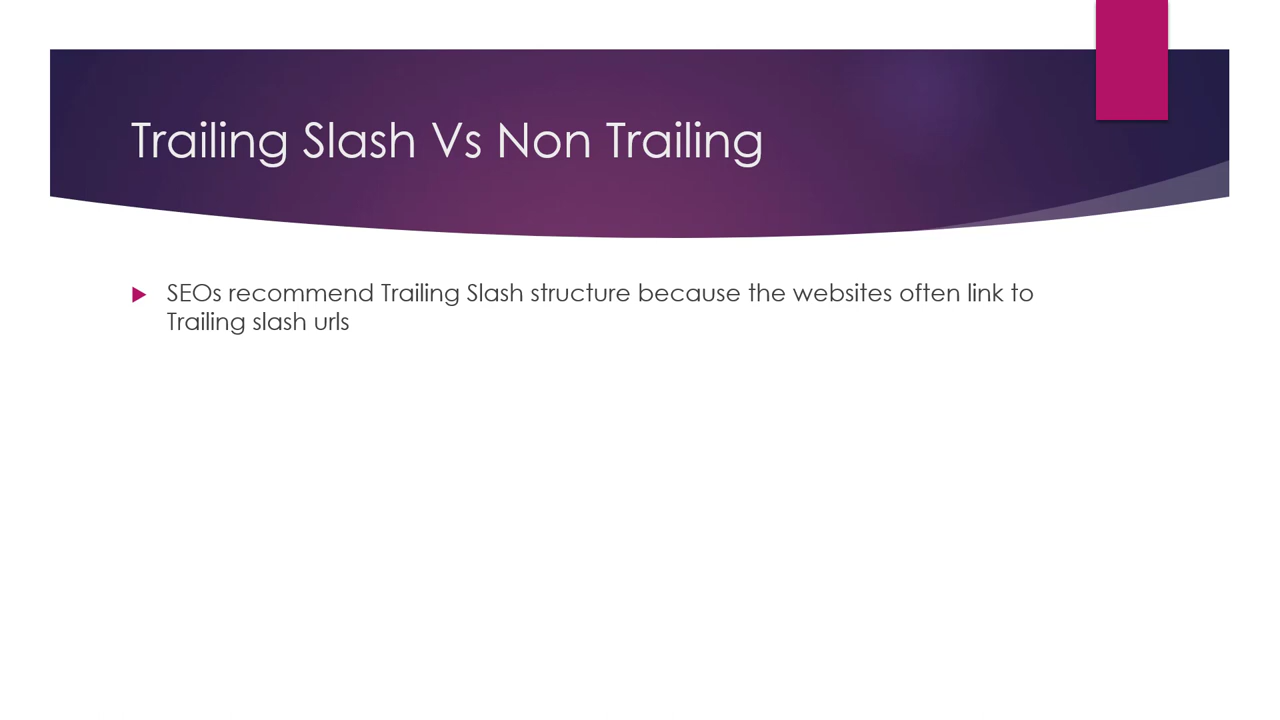 Trailing Slash Vs Non Trailing
SEOs recommend Trailing Slash structure because the websites often link to
Trailing slash urls